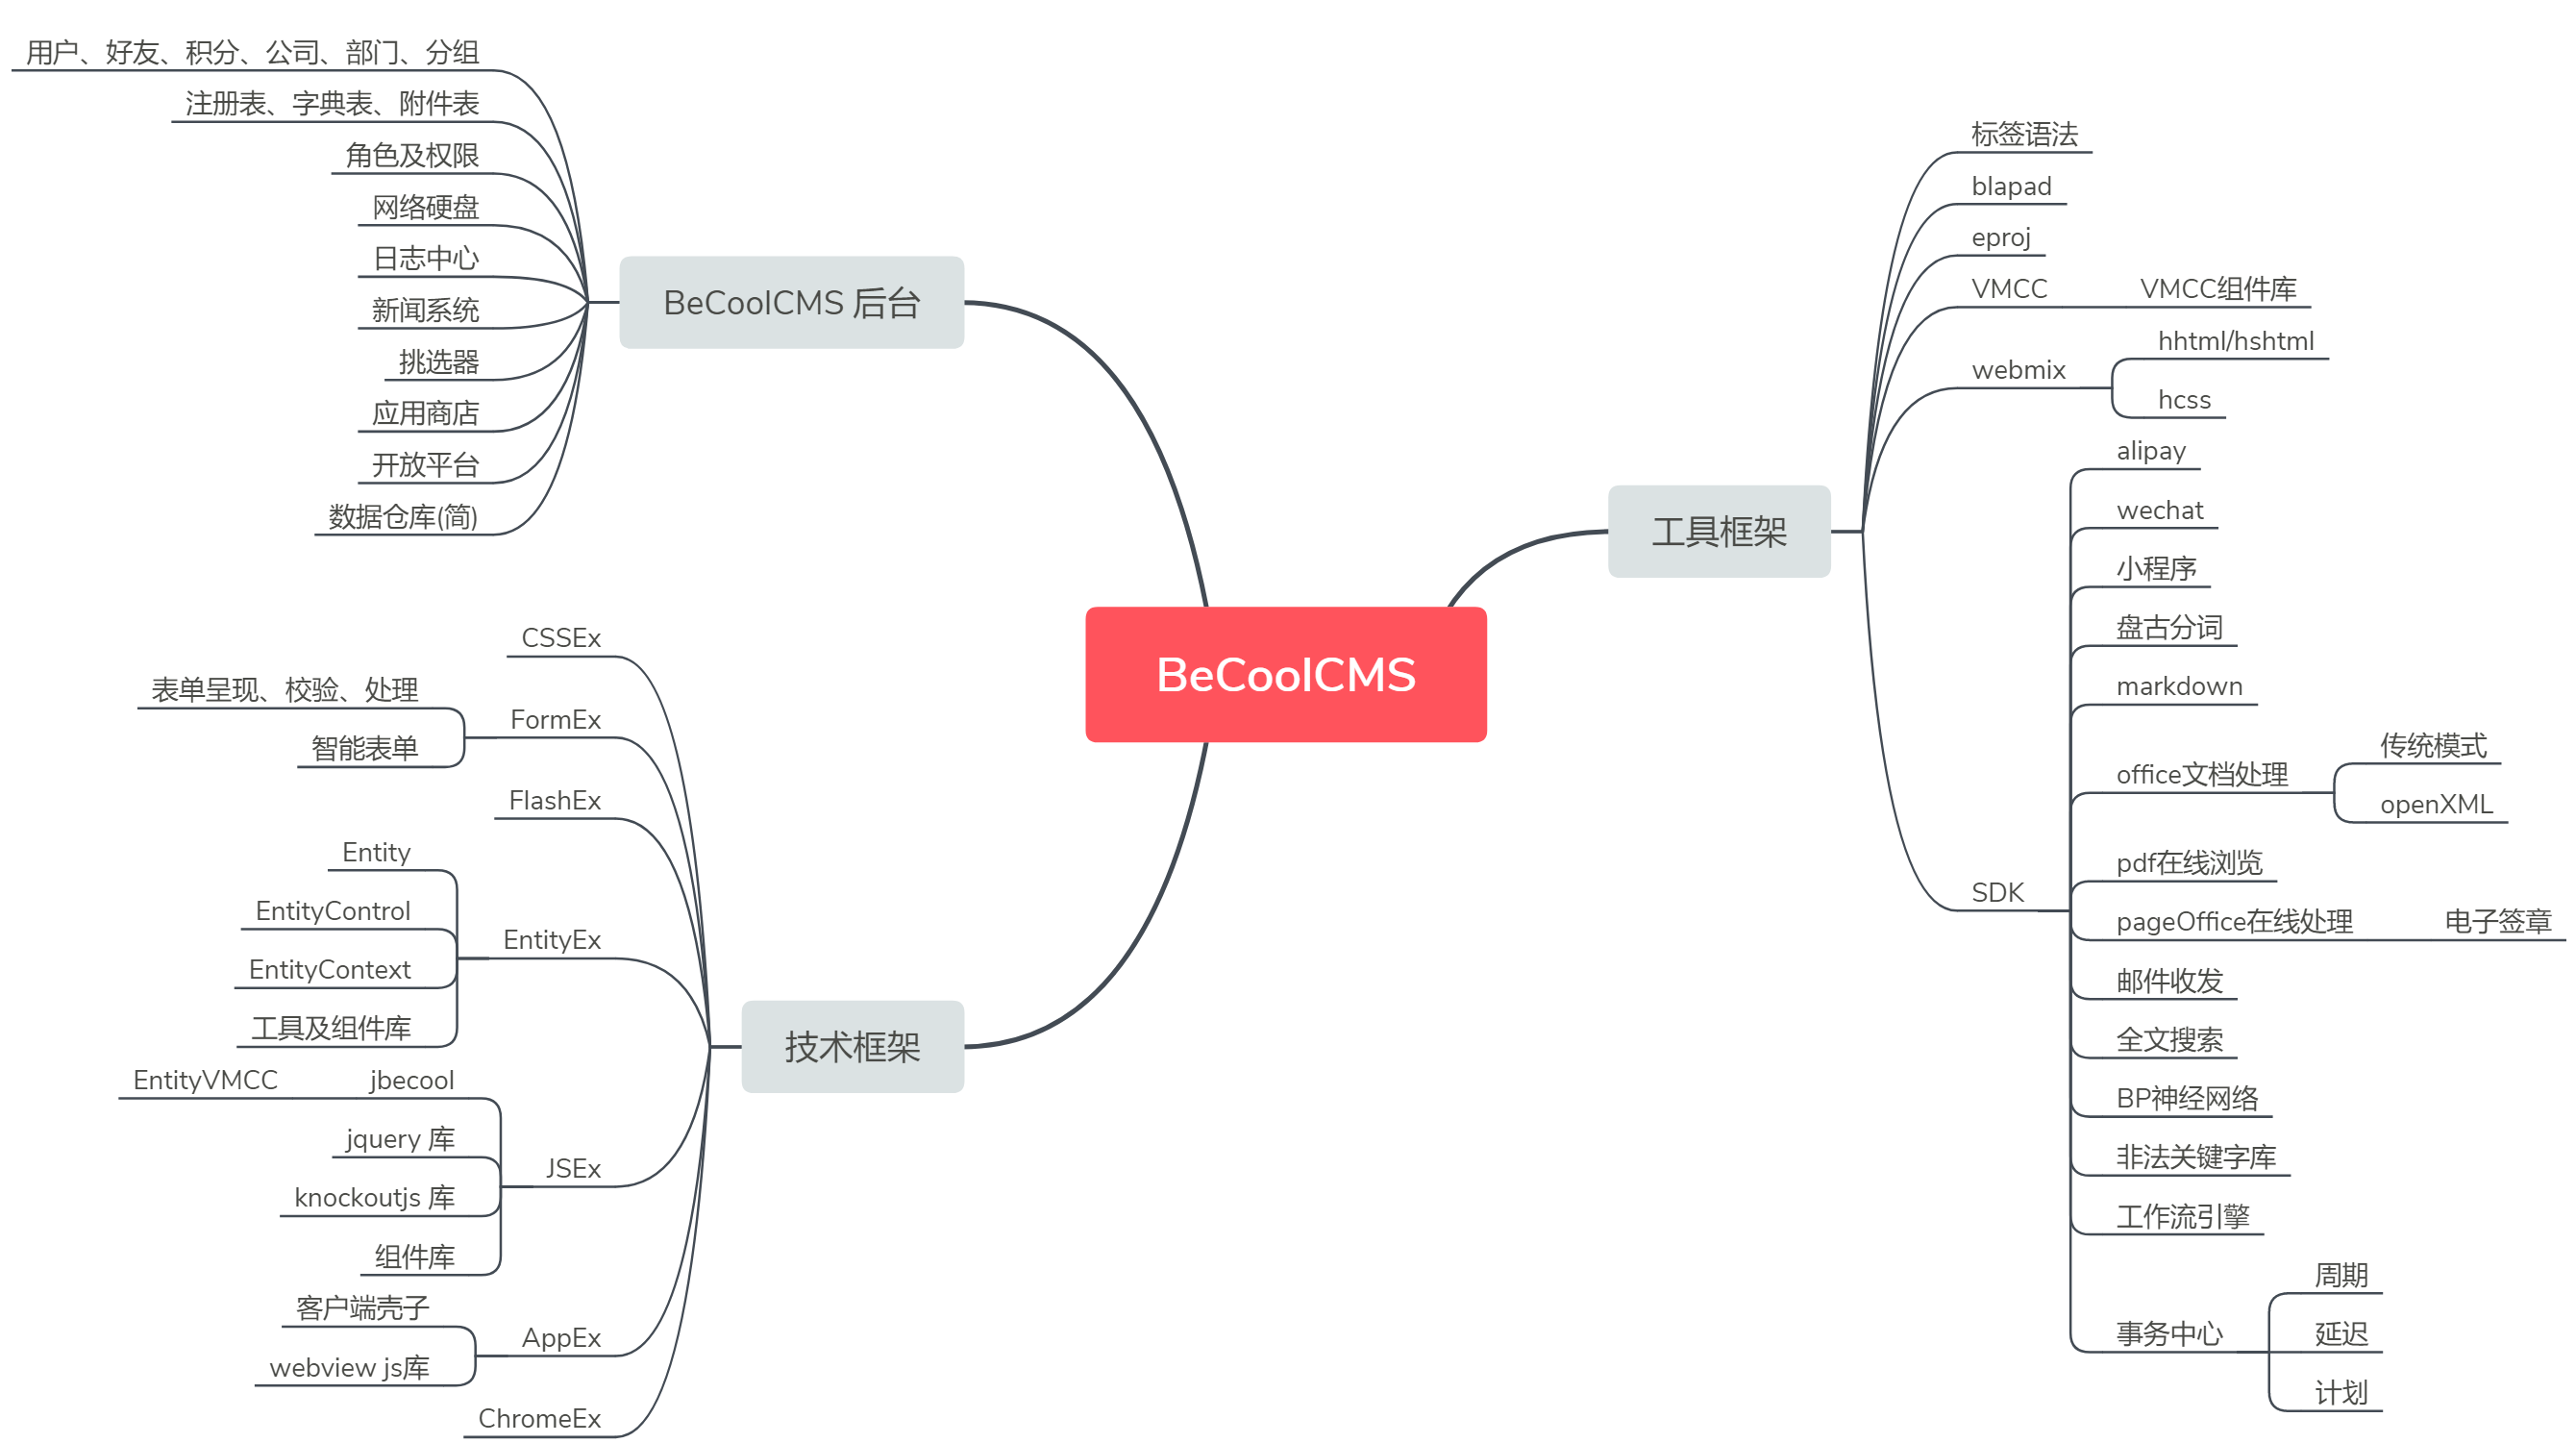 BeCoolCMS
工具框架
标签语法
blapad
eproj
VMCC
VMCC组件库
webmix
hhtml/hshtml
hcss
SDK
alipay
wechat
小程序
盘古分词
markdown
office文档处理
传统模式
openXML
pdf在线浏览
pageOffice在线处理
电子签章
邮件收发
全文搜索
BP神经网络
非法关键字库
工作流引擎
事务中心
周期
延迟
计划
BeCoolCMS 后台
用户、好友、积分、公司、部门、分组
注册表、字典表、附件表
角色及权限
网络硬盘
日志中心
新闻系统
挑选器
应用商店
开放平台
数据仓库(简)
技术框架
CSSEx
FormEx
表单呈现、校验、处理
智能表单
FlashEx
EntityEx
Entity
EntityControl
EntityContext
工具及组件库
JSEx
jbecool
EntityVMCC
jquery 库
knockoutjs 库
组件库
AppEx
客户端壳子
webview js库
ChromeEx